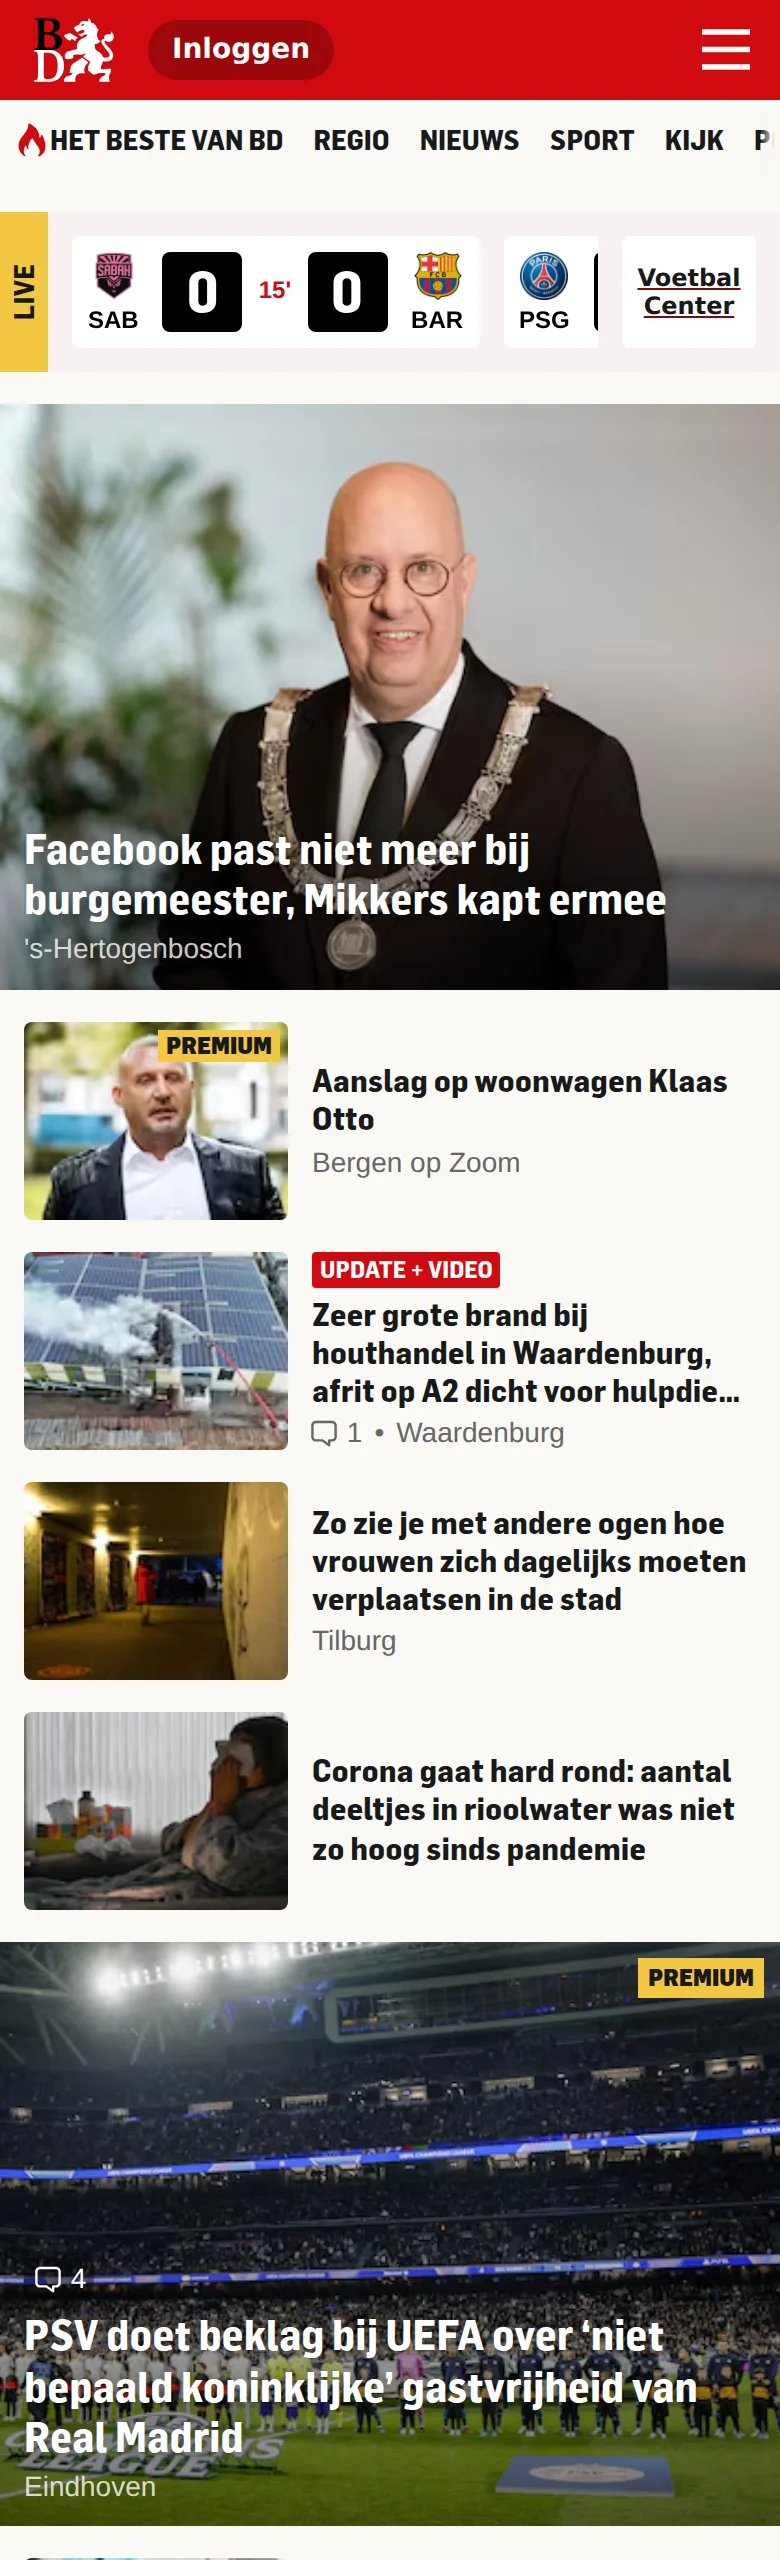 BD
Inloggen
HET BESTE VAN BD REGIO NIEUWS SPORT KIJK
LIVE
SAB 0 15' 0 BAR
PSG
Voetbal
Center
Facebook past niet meer bij
burgemeester, Mikkers kapt ermee
's-Hertogenbosch
PREMIUM
Aanslag op woonwagen Klaas
Otto
Bergen op Zoom
UPDATE + VIDEO
Zeer grote brand bij
houthandel in Waardenburg,
afrit op A2 dicht voor hulpdie...
1 • Waardenburg
Zo zie je met andere ogen hoe
vrouwen zich dagelijks moeten
verplaatsen in de stad
Tilburg
Corona gaat hard rond: aantal
deeltjes in rioolwater was niet
zo hoog sinds pandemie
PREMIUM
4
PSV doet beklag bij UEFA over ‘niet
bepaald koninklijke’ gastvrijheid van
Real Madrid
Eindhoven